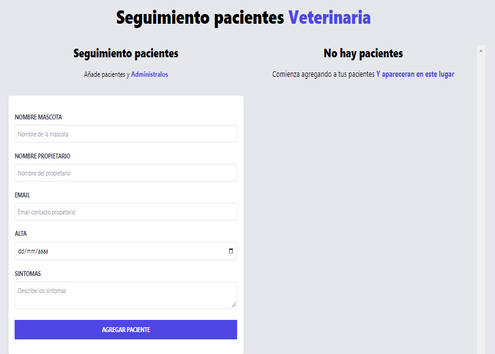 Seguimiento pacientes Veterinaria
Seguimiento pacientes
Añade pacientes y Administralos
NOMBRE MASCOTA
Nombre de la mascota
NOMBRE PROPIETARIO
Nombre del propietario
EMAIL
Email contacto propetario
ALTA
dd/mm/aaaa
SINTOMAS
Describe los síntomas
AGREGAR PACIENTE
No hay pacientes
Comienza agregando a tus pacientes Y apareceran en este lugar